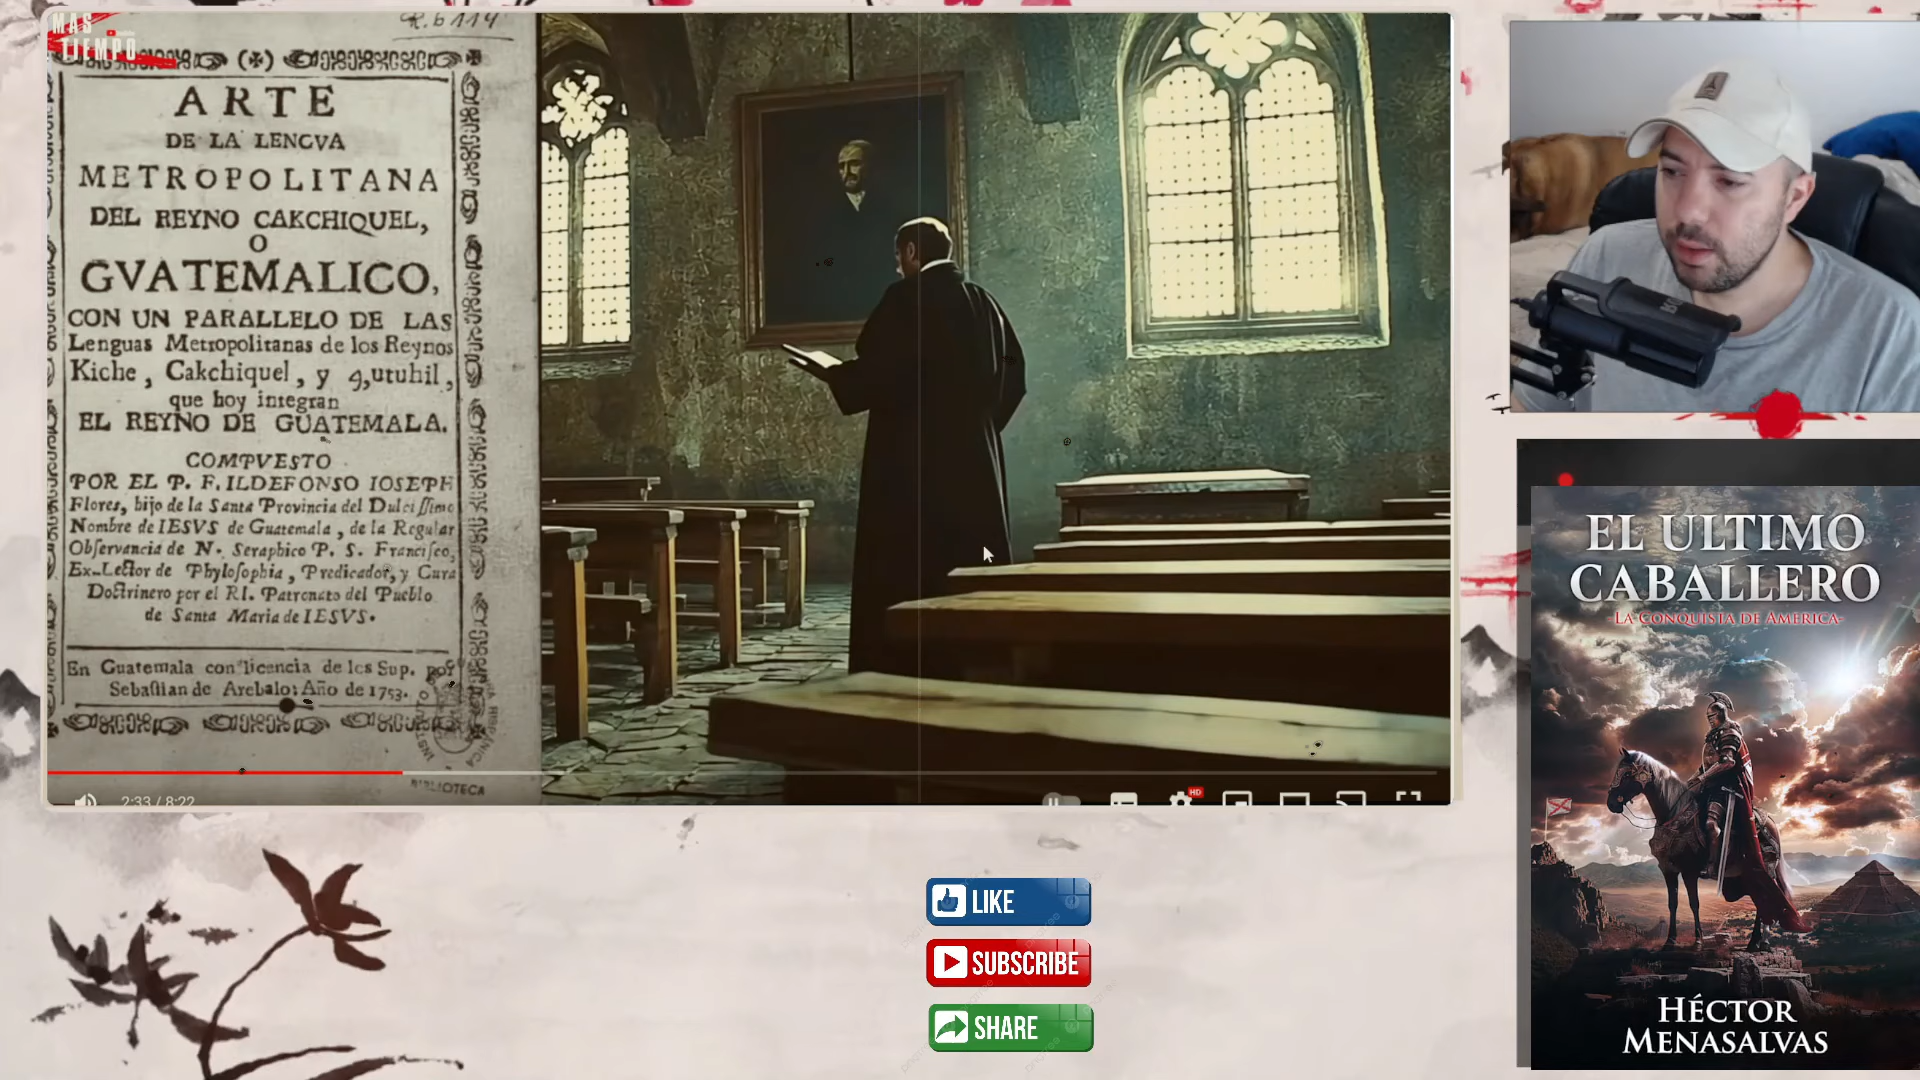 R. 6114
MAS
TIEMPO
ARTE
DE LA LENGVA
METROPOLITANA
DEL REYNO CAKCHIQUEL,
O
GVATEMALICO,
CON UN PARALLELO DE LAS
Lenguas Metropolitanas de los Reynos
Kiche, Cakchiquel, y 9,utuhil,
que hoy integran
EL REYNO DE GUATEMALA.
COMPVESTO
POR EL P. F. ILDEFONSO IOSEPH
Flores, hijo de la Santa Provincia del Dulcissimo
Nombre de IESVS de Guatemala, de la Regular
Observancia de N. Seraphico P. S. Francisco,
Ex-Lector de Phylosophia, Predicador, y Cura
Doctrinero por el Rl. Patronato del Pueblo
de Santa Maria de IESVS.
En Guatemala con licencia de los Sup. por
Sebastian de Arebalo: Año de 1753.
BIBLIOTECA
2:33 / 8:22
HD
LIKE
SUBSCRIBE
SHARE
EL ULTIMO
CABALLERO
-LA CONQUISTA DE AMERICA-
HÉCTOR
MENASALVAS